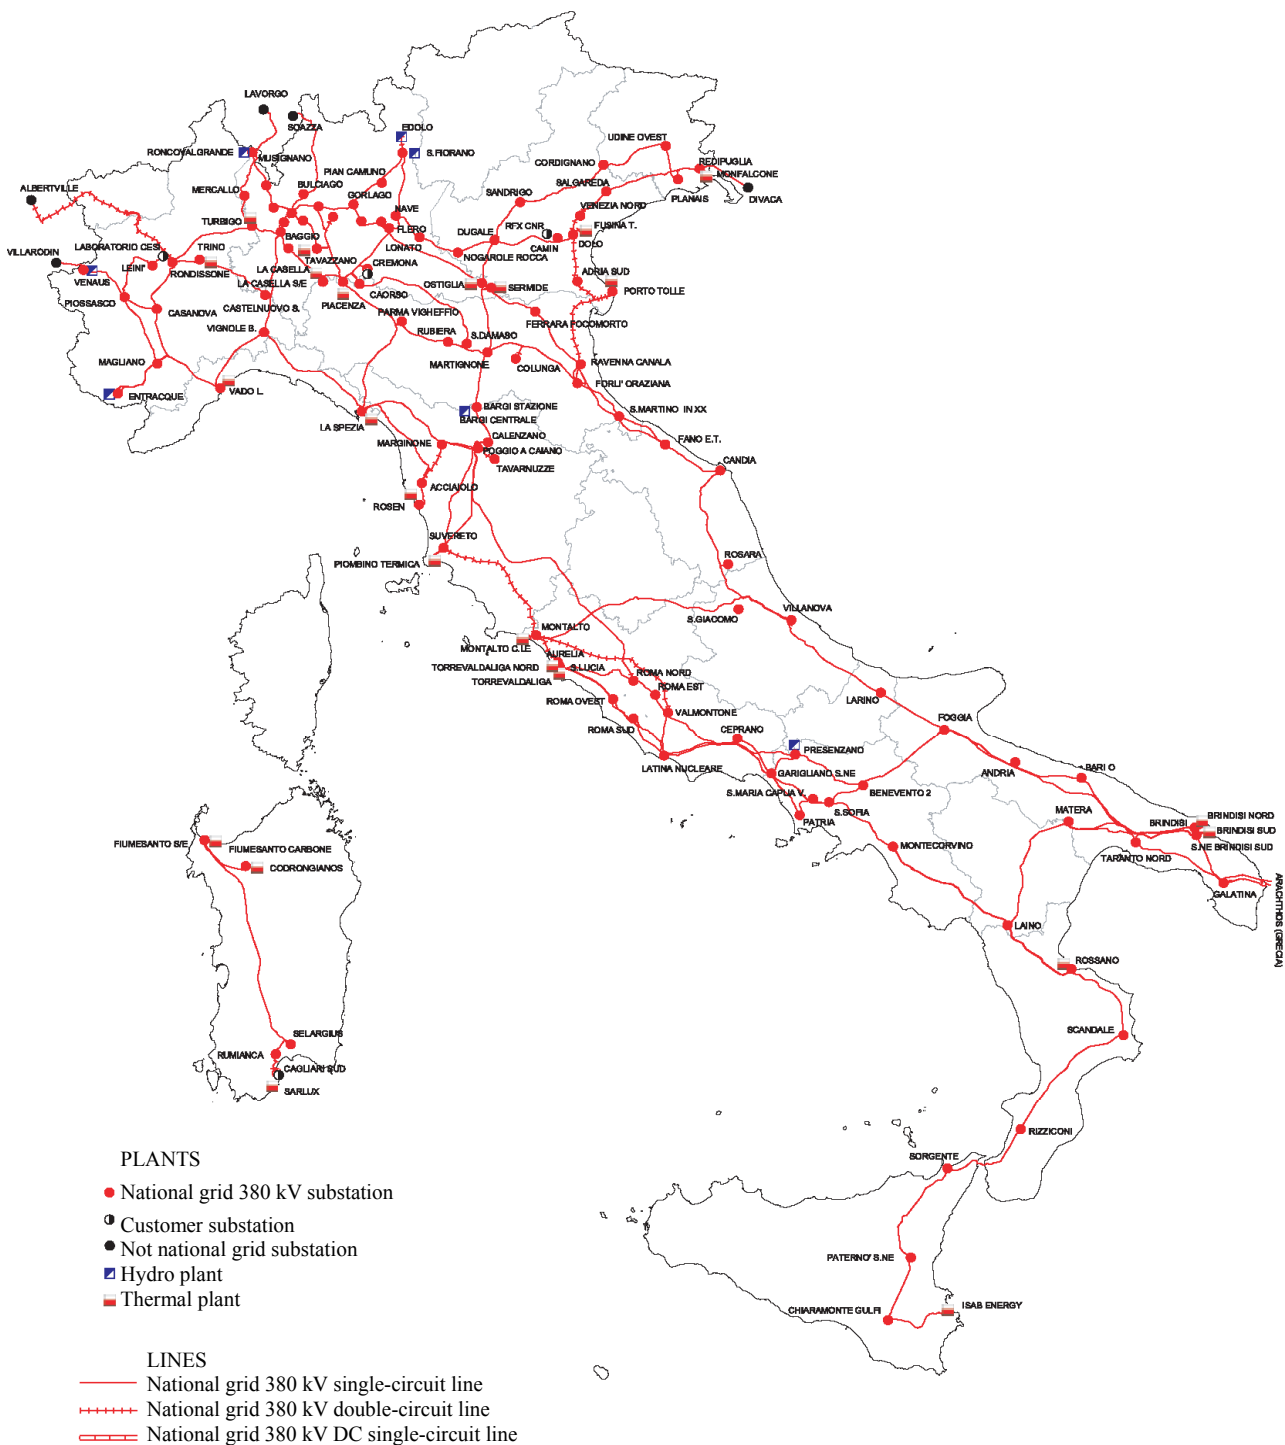 LAVORGO
SOAZZA
EDOLO
UDINE OVEST
RONCOVALGRANDE
MUSIGNANO
S.FIORANO
CORDIGNANO
REDIPUGLIA
PIAN CAMUNO
MONFALCONE
ALBERTVILLE
MERCALLO
BULCIAGO
SALGAREDA
PLANAIS
SANDRIGO
DIVACA
GORLAGO
VENEZIA NORD
NAVE
TURBIGO
RFX CNR
FUSINA T.
FLERO
DUGALE
BAGGIO
VILLARODIN
LABORATORIO CESI
TRINO
LONATO
CAMIN
DOLO
NOGAROLE ROCCA
TAVAZZANO
CREMONA
LEINI'
RONDISSONE
LA CASELLA
ADRIA SUD
VENAUS
LA CASELLA S/E
OSTIGLIA
SERMIDE
PORTO TOLLE
CAORSO
PIOSSASCO
CASANOVA
CASTELNUOVO S.
PIACENZA
PARMA VIGHEFFIO
FERRARA FOCOMORTO
VIGNOLE B.
RUBIERA
S.DAMASO
MAGLIANO
MARTIGNONE
COLUNGA
RAVENNA CANALA
FORLI' ORAZIANA
ENTRACQUE
VADO L.
BARGI STAZIONE
S.MARTINO IN XX
BARGI CENTRALE
LA SPEZIA
CALENZANO
MARGINONE
POGGIO A CAIANO
FANO E.T.
TAVARNUZZE
CANDIA
ACCIAIOLO
ROSEN
SUVERETO
PIOMBINO TERMICA
ROSARA
S.GIACOMO
VILLANOVA
MONTALTO
MONTALTO C.LE
AURELIA
TORREVALDALIGA NORD
S.LUCIA
ROMA NORD
TORREVALDALIGA
ROMA EST
ROMA OVEST
LARINO
VALMONTONE
ROMA SUD
CEPRANO
FOGGIA
PRESENZANO
LATINA NUCLEARE
GARIGLIANO S.NE
ANDRIA
BARI O
S.MARIA CAPUA V.
BENEVENTO 2
S.SOFIA
MATERA
PATRIA
BRINDISI
BRINDISI NORD
BRINDISI SUD
FIUMESANTO S/E
MONTECORVINO
S.NE BRINDISI SUD
FIUMESANTO CARBONE
TARANTO NORD
CODRONGIANOS
GALATINA
ARACHTHOS (GRECIA)
LAINO
ROSSANO
SCANDALE
SELARGIUS
RUMIANCA
CAGLIARI SUD
SARLUX
RIZZICONI
SORGENTE
PATERNO' S.NE
ISAB ENERGY
CHIARAMONTE GULFI
PLANTS
National grid 380 kV substation
Customer substation
Not national grid substation
Hydro plant
Thermal plant
LINES
National grid 380 kV single-circuit line
National grid 380 kV double-circuit line
National grid 380 kV DC single-circuit line